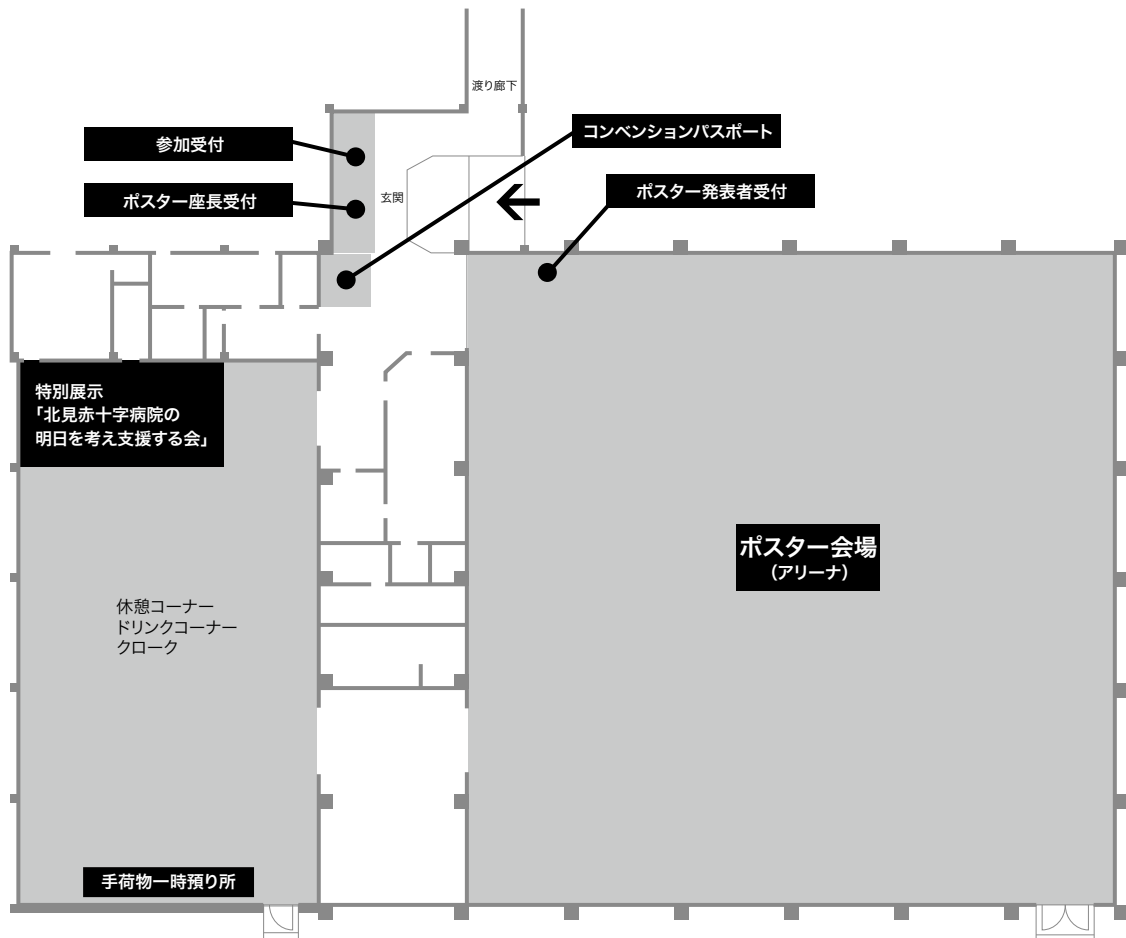 渡り廊下
参加受付
コンベンションパスポート
ポスター座長受付
玄関
ポスター発表者受付
特別展示
「北見赤十字病院の
明日を考え支援する会」
ポスター会場
(アリーナ)
休憩コーナー
ドリンクコーナー
クローク
手荷物一時預り所